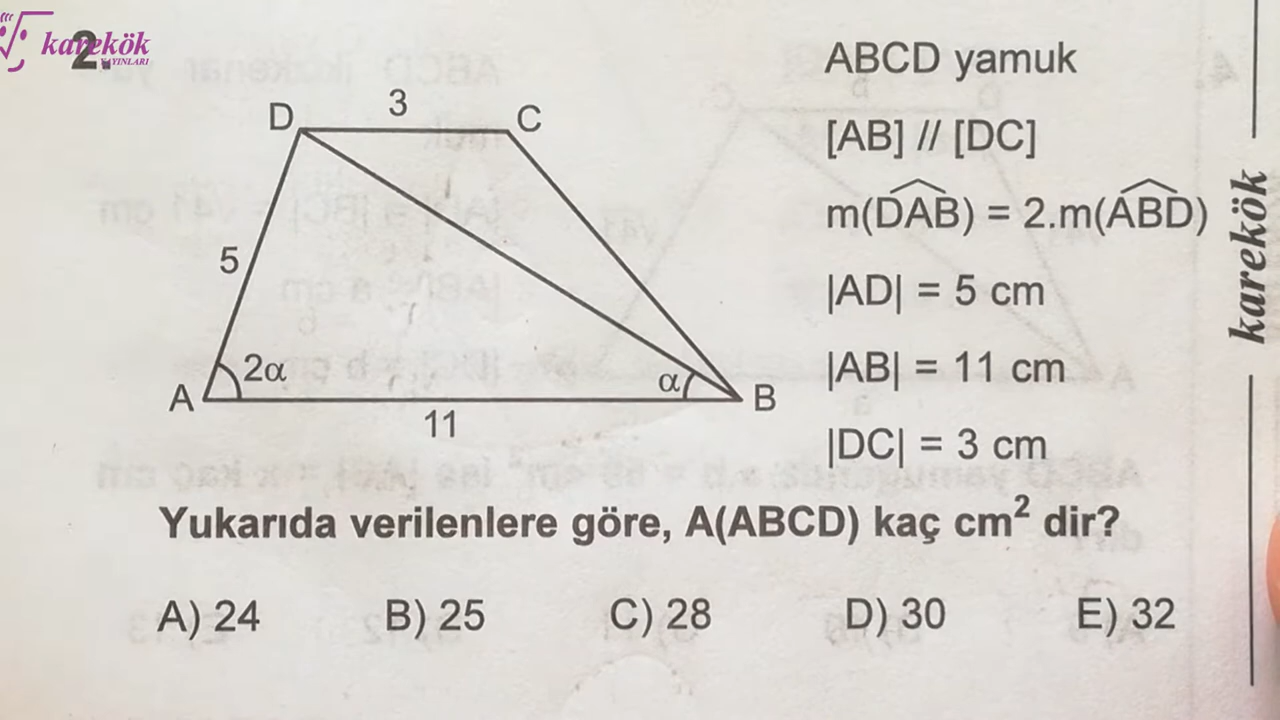 karekök
YAYINLARI
2.
D 3 C
5
A 2α α B
11
ABCD yamuk
[AB] // [DC]
m(DAB) = 2.m(ABD)
|AD| = 5 cm
|AB| = 11 cm
|DC| = 3 cm
Yukarıda verilenlere göre, A(ABCD) kaç cm² dir?
A) 24 B) 25 C) 28 D) 30 E) 32
karekök